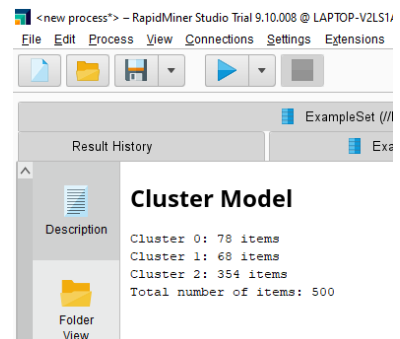 <new process*> – RapidMiner Studio Trial 9.10.008 @ LAPTOP-V2LS1A
File Edit Process View Connections Settings Extensions
ExampleSet (//
Result History
Exa
Cluster Model
Description
Cluster 0: 78 items
Cluster 1: 68 items
Cluster 2: 354 items
Total number of items: 500
Folder
View